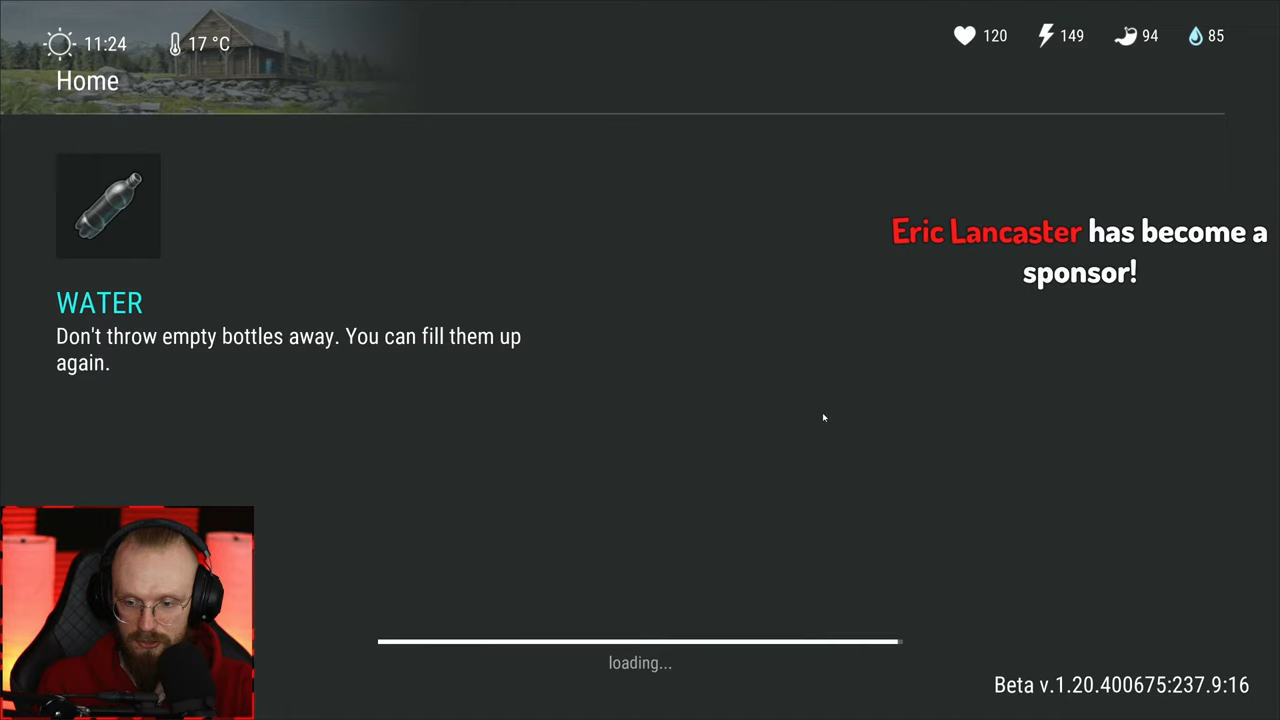 11:24
17 °C
120
149
94
85
Home
Eric Lancaster has become a
sponsor!
WATER
Don't throw empty bottles away. You can fill them up
again.
loading...
Beta v.1.20.400675:237.9:16